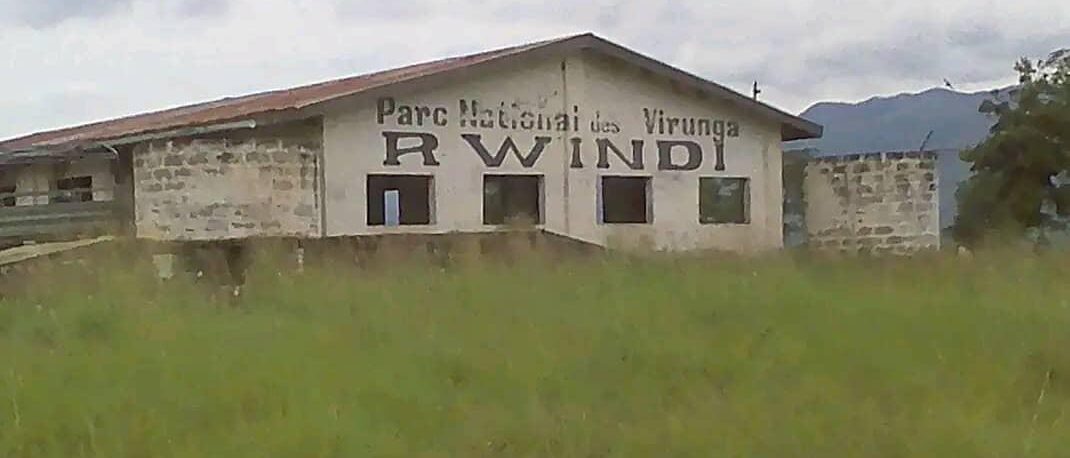 Parc National des Virunga
RWINDI